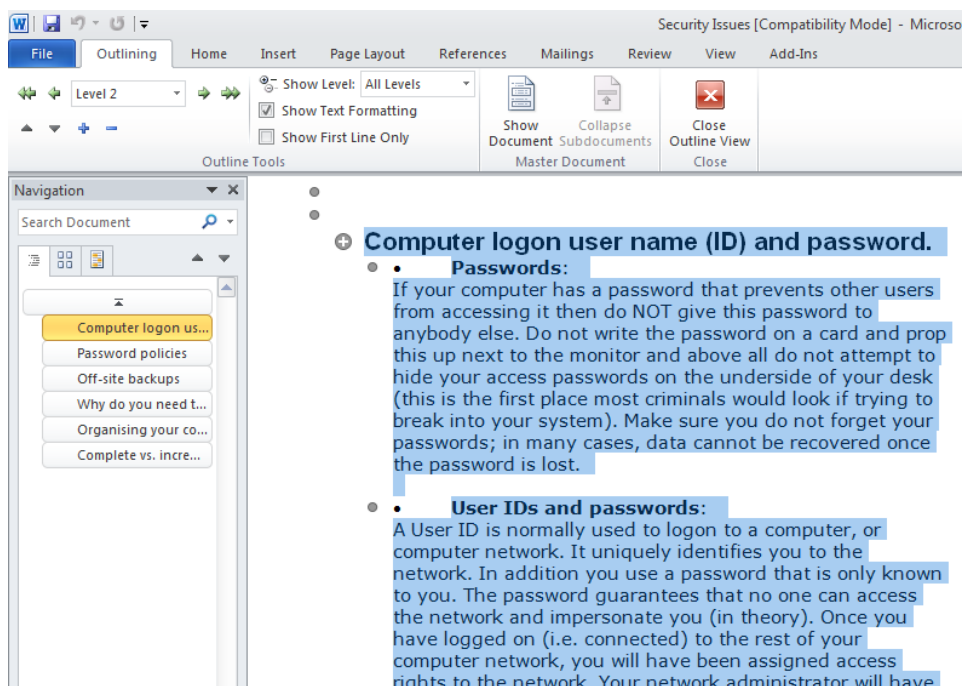 Security Issues [Compatibility Mode] - Microso
File Outlining Home Insert Page Layout References Mailings Review View Add-Ins
Level 2
Show Level: All Levels
Show Text Formatting
Show First Line Only
Show Document
Collapse Subdocuments
Close Outline View
Outline Tools
Master Document
Close
Navigation
Search Document
Computer logon us...
Password policies
Off-site backups
Why do you need t...
Organising your co...
Complete vs. incre...
Computer logon user name (ID) and password.
• Passwords:
If your computer has a password that prevents other users
from accessing it then do NOT give this password to
anybody else. Do not write the password on a card and prop
this up next to the monitor and above all do not attempt to
hide your access passwords on the underside of your desk
(this is the first place most criminals would look if trying to
break into your system). Make sure you do not forget your
passwords; in many cases, data cannot be recovered once
the password is lost.
• User IDs and passwords:
A User ID is normally used to logon to a computer, or
computer network. It uniquely identifies you to the
network. In addition you use a password that is only known
to you. The password guarantees that no one can access
the network and impersonate you (in theory). Once you
have logged on (i.e. connected) to the rest of your
computer network, you will have been assigned access
rights to the network. Your network administrator will have